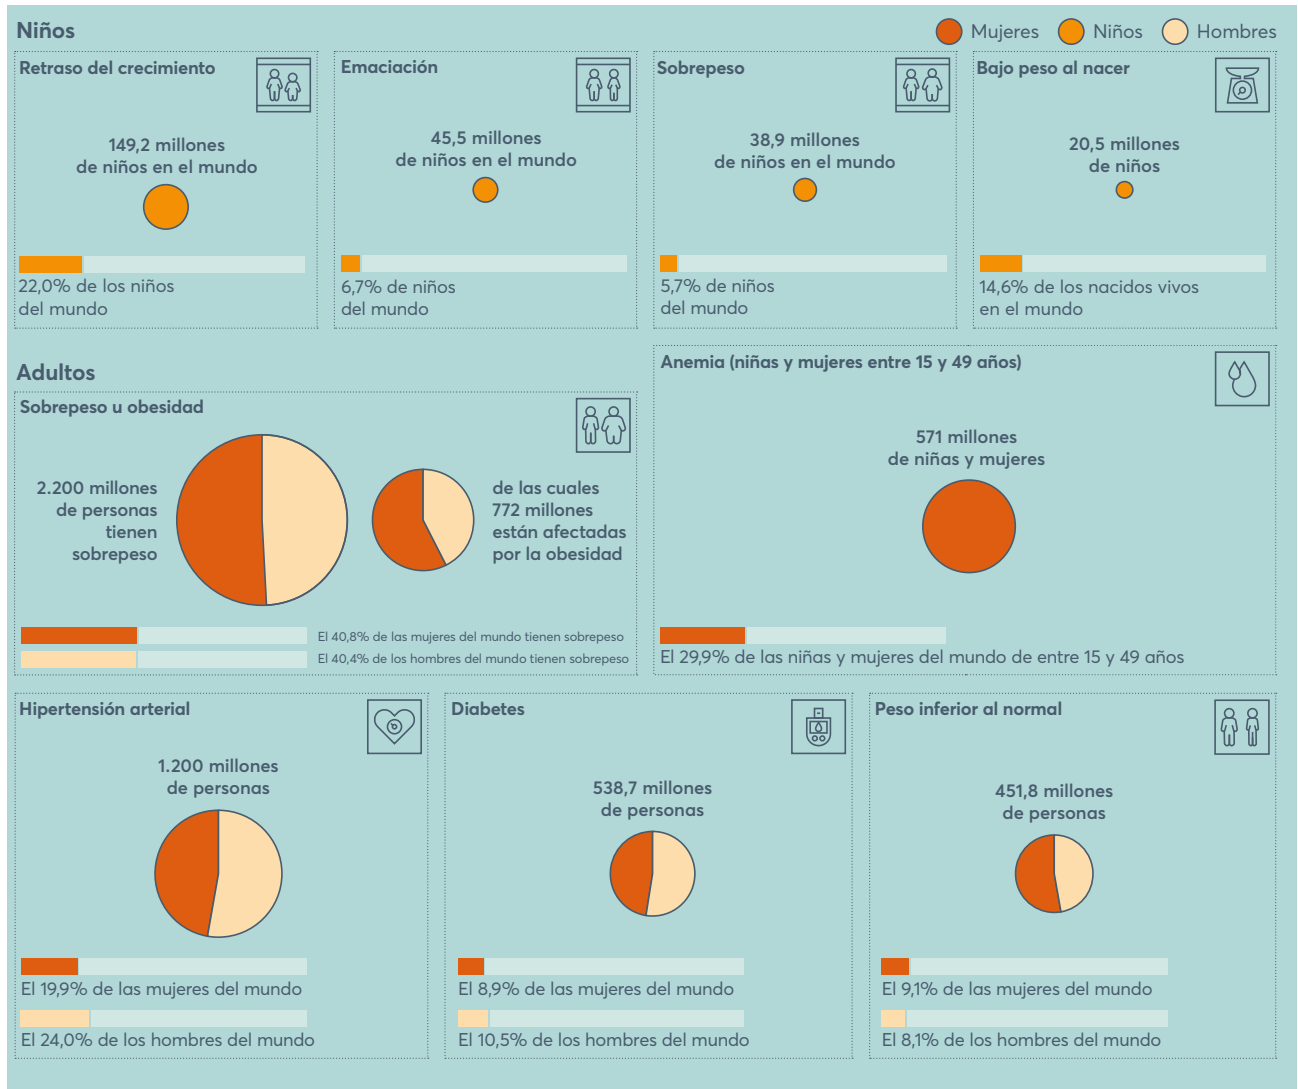 Niños
Mujeres
Niños
Hombres
Retraso del crecimiento
149,2 millones
de niños en el mundo
22,0% de los niños
del mundo
Emaciación
45,5 millones
de niños en el mundo
6,7% de niños
del mundo
Sobrepeso
38,9 millones
de niños en el mundo
5,7% de niños
del mundo
Bajo peso al nacer
20,5 millones
de niños
14,6% de los nacidos vivos
en el mundo
Adultos
Sobrepeso u obesidad
2.200 millones
de personas
tienen
sobrepeso
de las cuales
772 millones
están afectadas
por la obesidad
El 40,8% de las mujeres del mundo tienen sobrepeso
El 40,4% de los hombres del mundo tienen sobrepeso
Anemia (niñas y mujeres entre 15 y 49 años)
571 millones
de niñas y mujeres
El 29,9% de las niñas y mujeres del mundo de entre 15 y 49 años
Hipertensión arterial
1.200 millones
de personas
El 19,9% de las mujeres del mundo
El 24,0% de los hombres del mundo
Diabetes
538,7 millones
de personas
El 8,9% de las mujeres del mundo
El 10,5% de los hombres del mundo
Peso inferior al normal
451,8 millones
de personas
El 9,1% de las mujeres del mundo
El 8,1% de los hombres del mundo